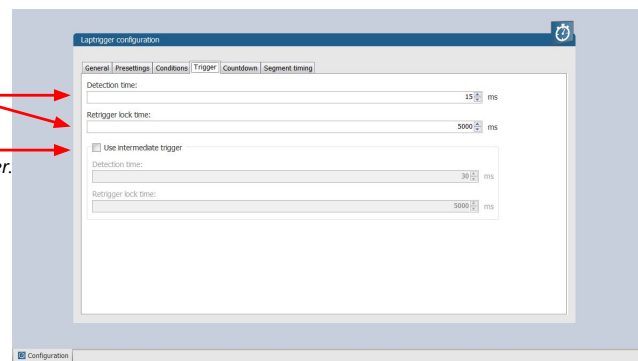 Laptrigger configuration
General Presettings Conditions Trigger Countdown Segment timing
Detection time:
15 ms
Retrigger lock time:
5000 ms
Use intermediate trigger
er.
Detection time:
30 ms
Retrigger lock time:
5000 ms
Configuration